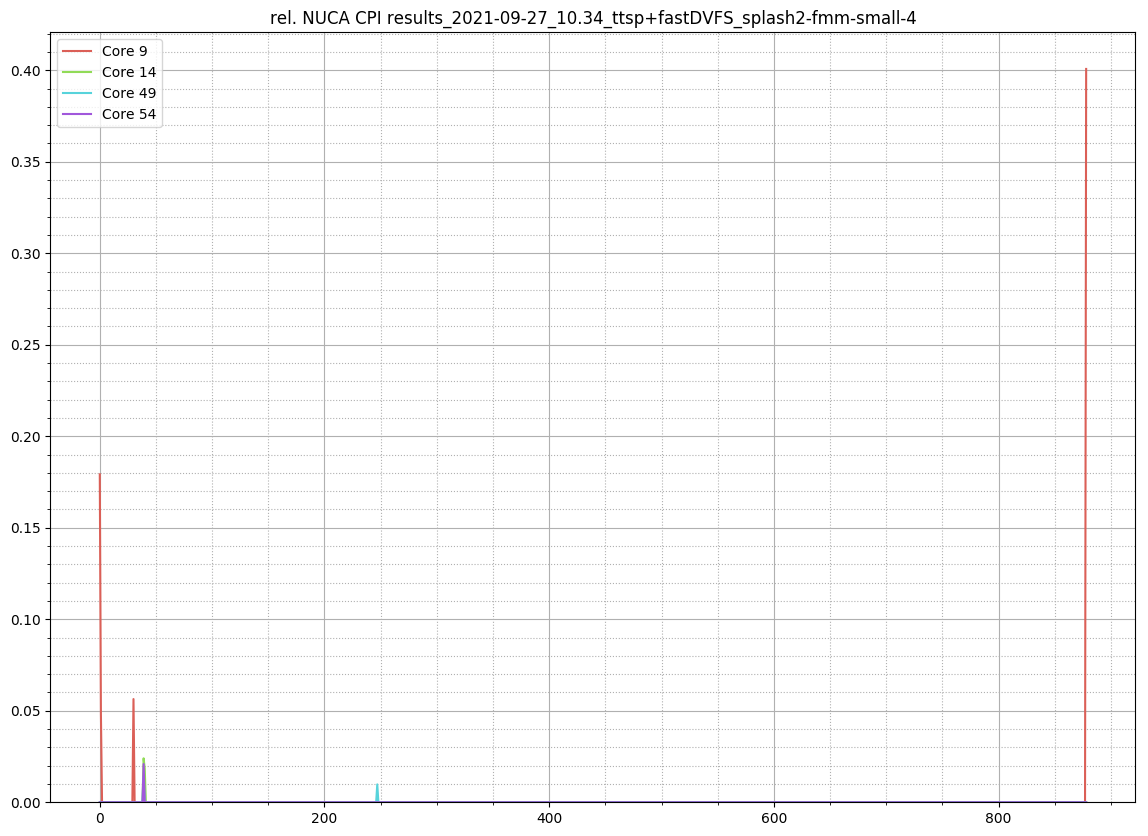 rel. NUCA CPI results_2021-09-27_10.34_ttsp+fastDVFS_splash2-fmm-small-4
Core 9
Core 14
Core 49
Core 54
0.40
0.35
0.30
0.25
0.20
0.15
0.10
0.05
0.00
0 200 400 600 800